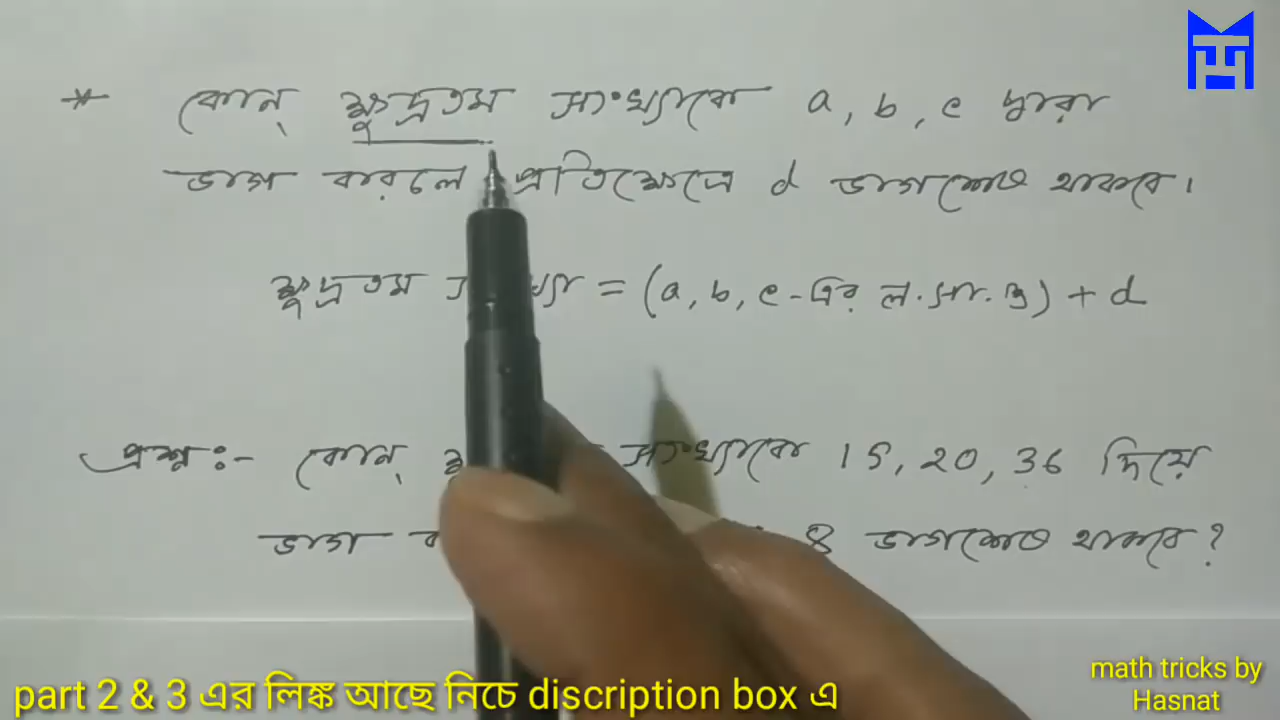 * কোন্ ক্ষুদ্রতম সংখ্যাকে a, b, c দ্বারা
ভাগ করলে প্রতিক্ষেত্রে d ভাগশেষ থাকবে।
ক্ষুদ্রতম = (a, b, c-এর ল.সা.গু) + d
প্রশ্ন:- কোন্ সংখ্যাকে 15, 20, 36 দিয়ে
ভাগ ভাগশেষ থাকবে?
part 2 & 3 এর লিঙ্ক আছে নিচে discription box এ
math tricks by
Hasnat